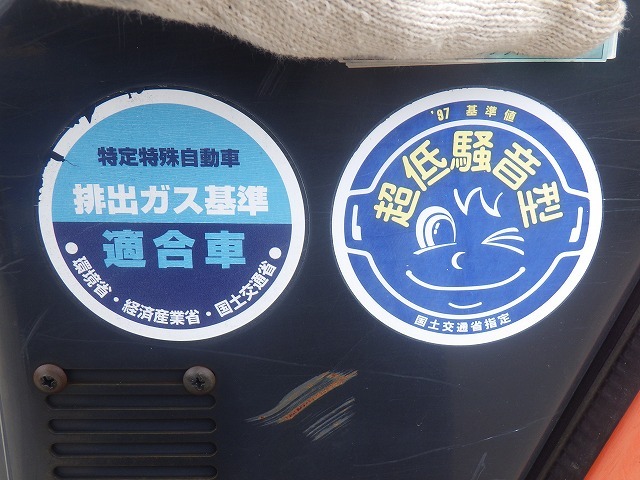 特定特殊自動車
排出ガス基準
適合車
・環境省・経済産業省・国土交通省・
'97 基準値
超低騒音型
国土交通省指定